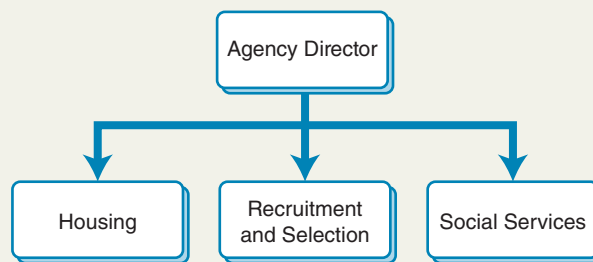 Agency Director
Housing
Recruitment
and Selection
Social Services